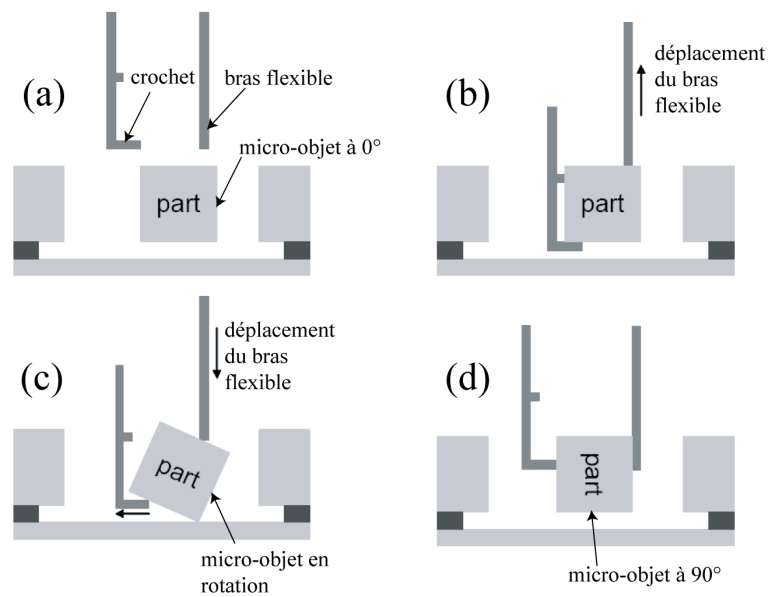 (a)
crochet
bras flexible
micro-objet à 0°
part
(b)
déplacement
du bras
flexible
part
(c)
déplacement
du bras
flexible
part
micro-objet en
rotation
(d)
part
micro-objet à 90°